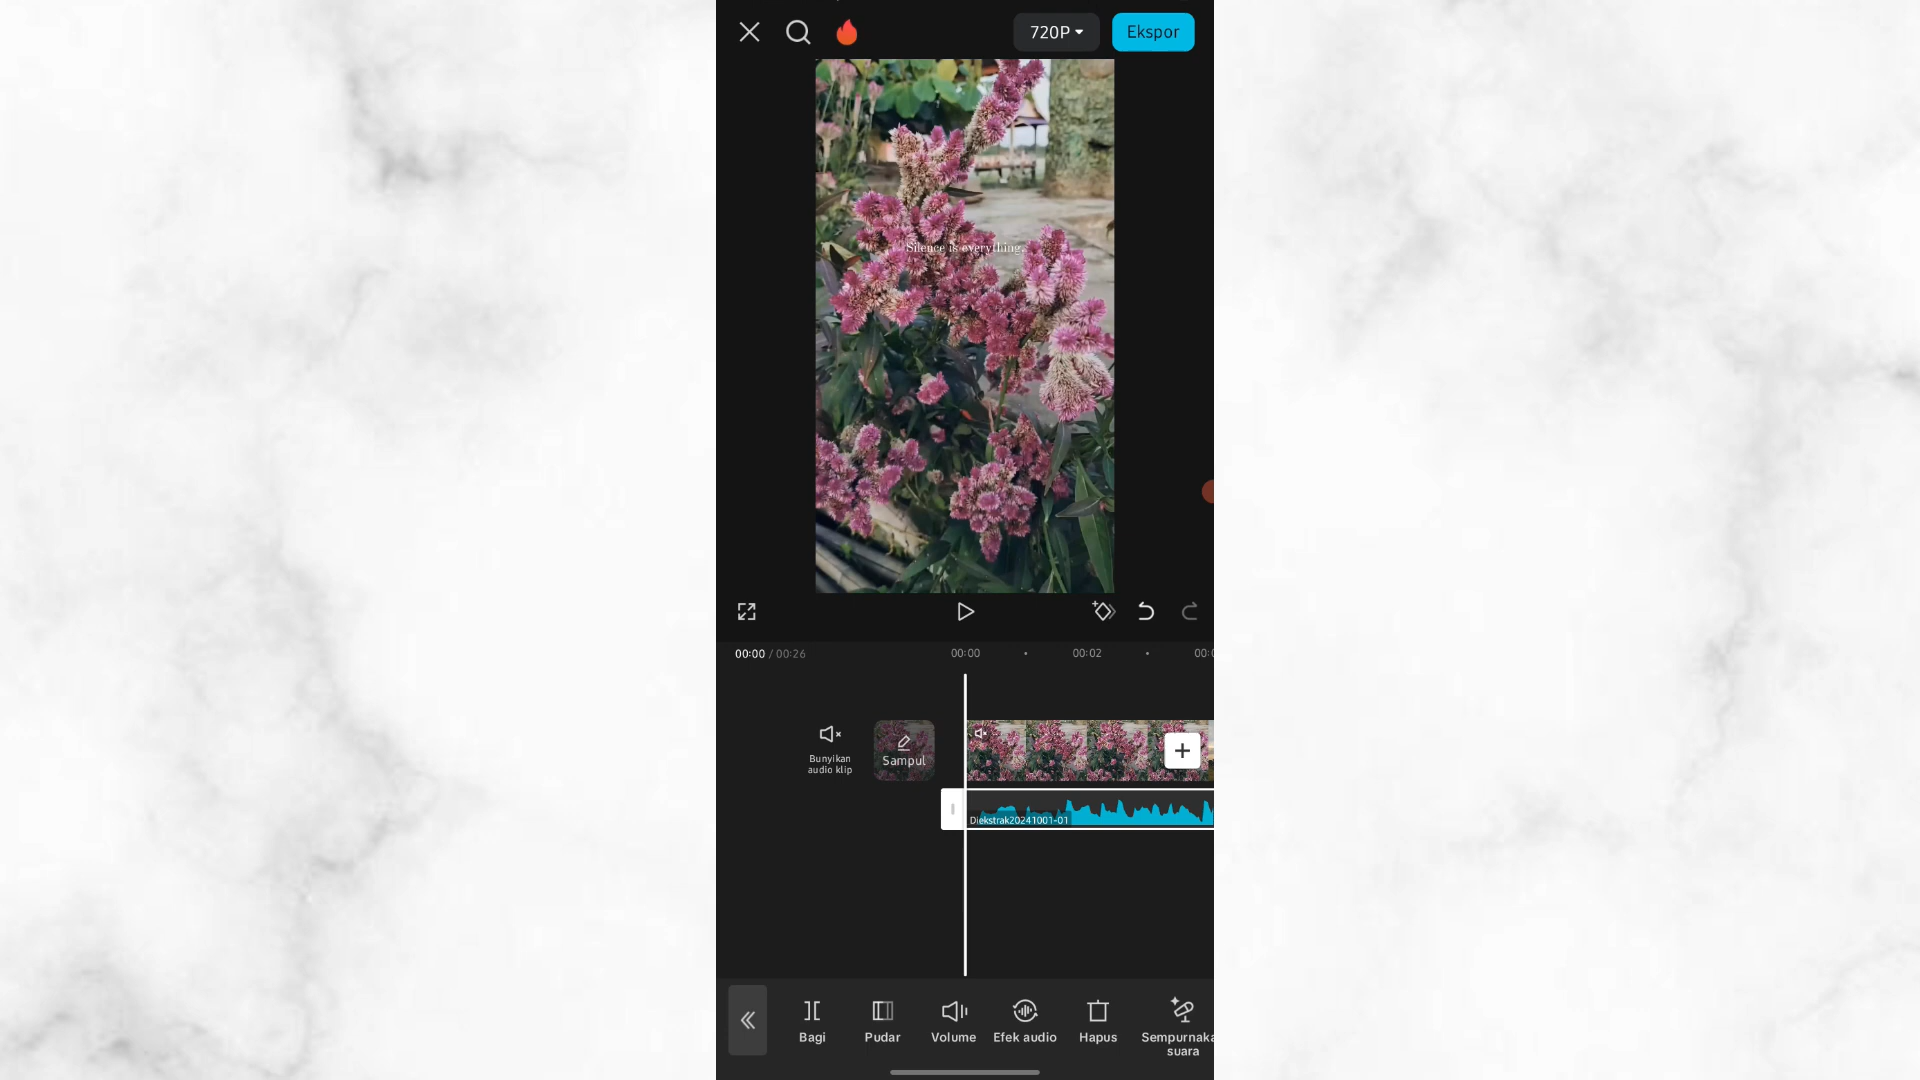 720P
Ekspor
Silence is everything.
00:00 / 00:26
00:00
00:02
Bunyikan
audio klip
Sampul
Diekstrak20241001-01
Bagi
Pudar
Volume
Efek audio
Hapus
Sempurnaka
suara